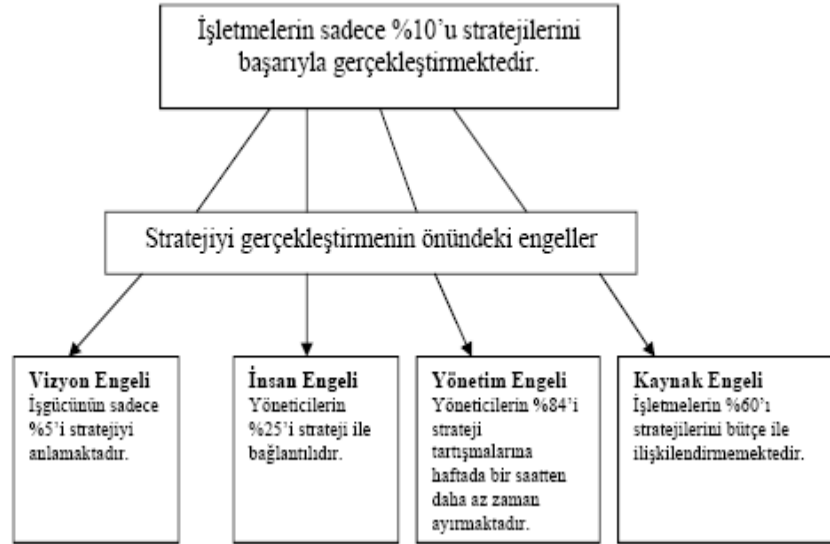 İşletmelerin sadece %10’u stratejilerini
başarıyla gerçekleştirmektedir.
Stratejiyi gerçekleştirmenin önündeki engeller
Vizyon Engeli
İşgücünün sadece
%5’i stratejiyi
anlamaktadır.
İnsan Engeli
Yöneticilerin
%25’i strateji ile
bağlantılıdır.
Yönetim Engeli
Yöneticilerin %84’i
strateji
tartışmalarına
haftada bir saatten
daha az zaman
ayırmaktadır.
Kaynak Engeli
İşletmelerin %60’ı
stratejilerini bütçe ile
ilişkilendirmemektedir.